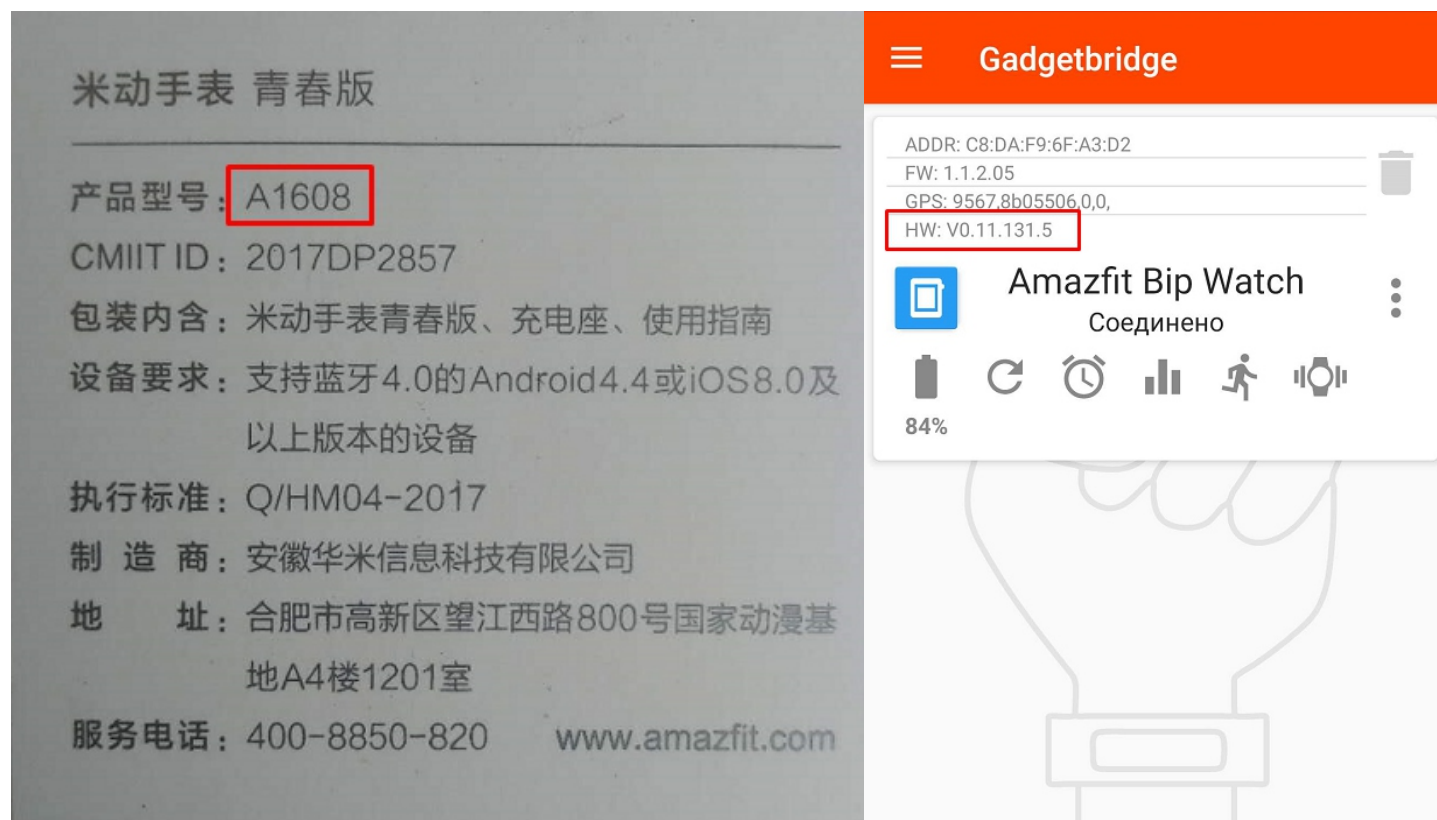 米动手表 青春版
产品型号：A1608
CMIIT ID：2017DP2857
包装内含：米动手表青春版、充电座、使用指南
设备要求：支持蓝牙4.0的Android4.4或iOS8.0及
以上版本的设备
执行标准：Q/HM04-2017
制 造 商：安徽华米信息科技有限公司
地 址：合肥市高新区望江西路800号国家动漫基
地A4楼1201室
服务电话：400-8850-820 www.amazfit.com
Gadgetbridge
ADDR: C8:DA:F9:6F:A3:D2
FW: 1.1.2.05
GPS: 9567,8b05506,0,0,
HW: V0.11.131.5
Amazfit Bip Watch
Соединено
84%